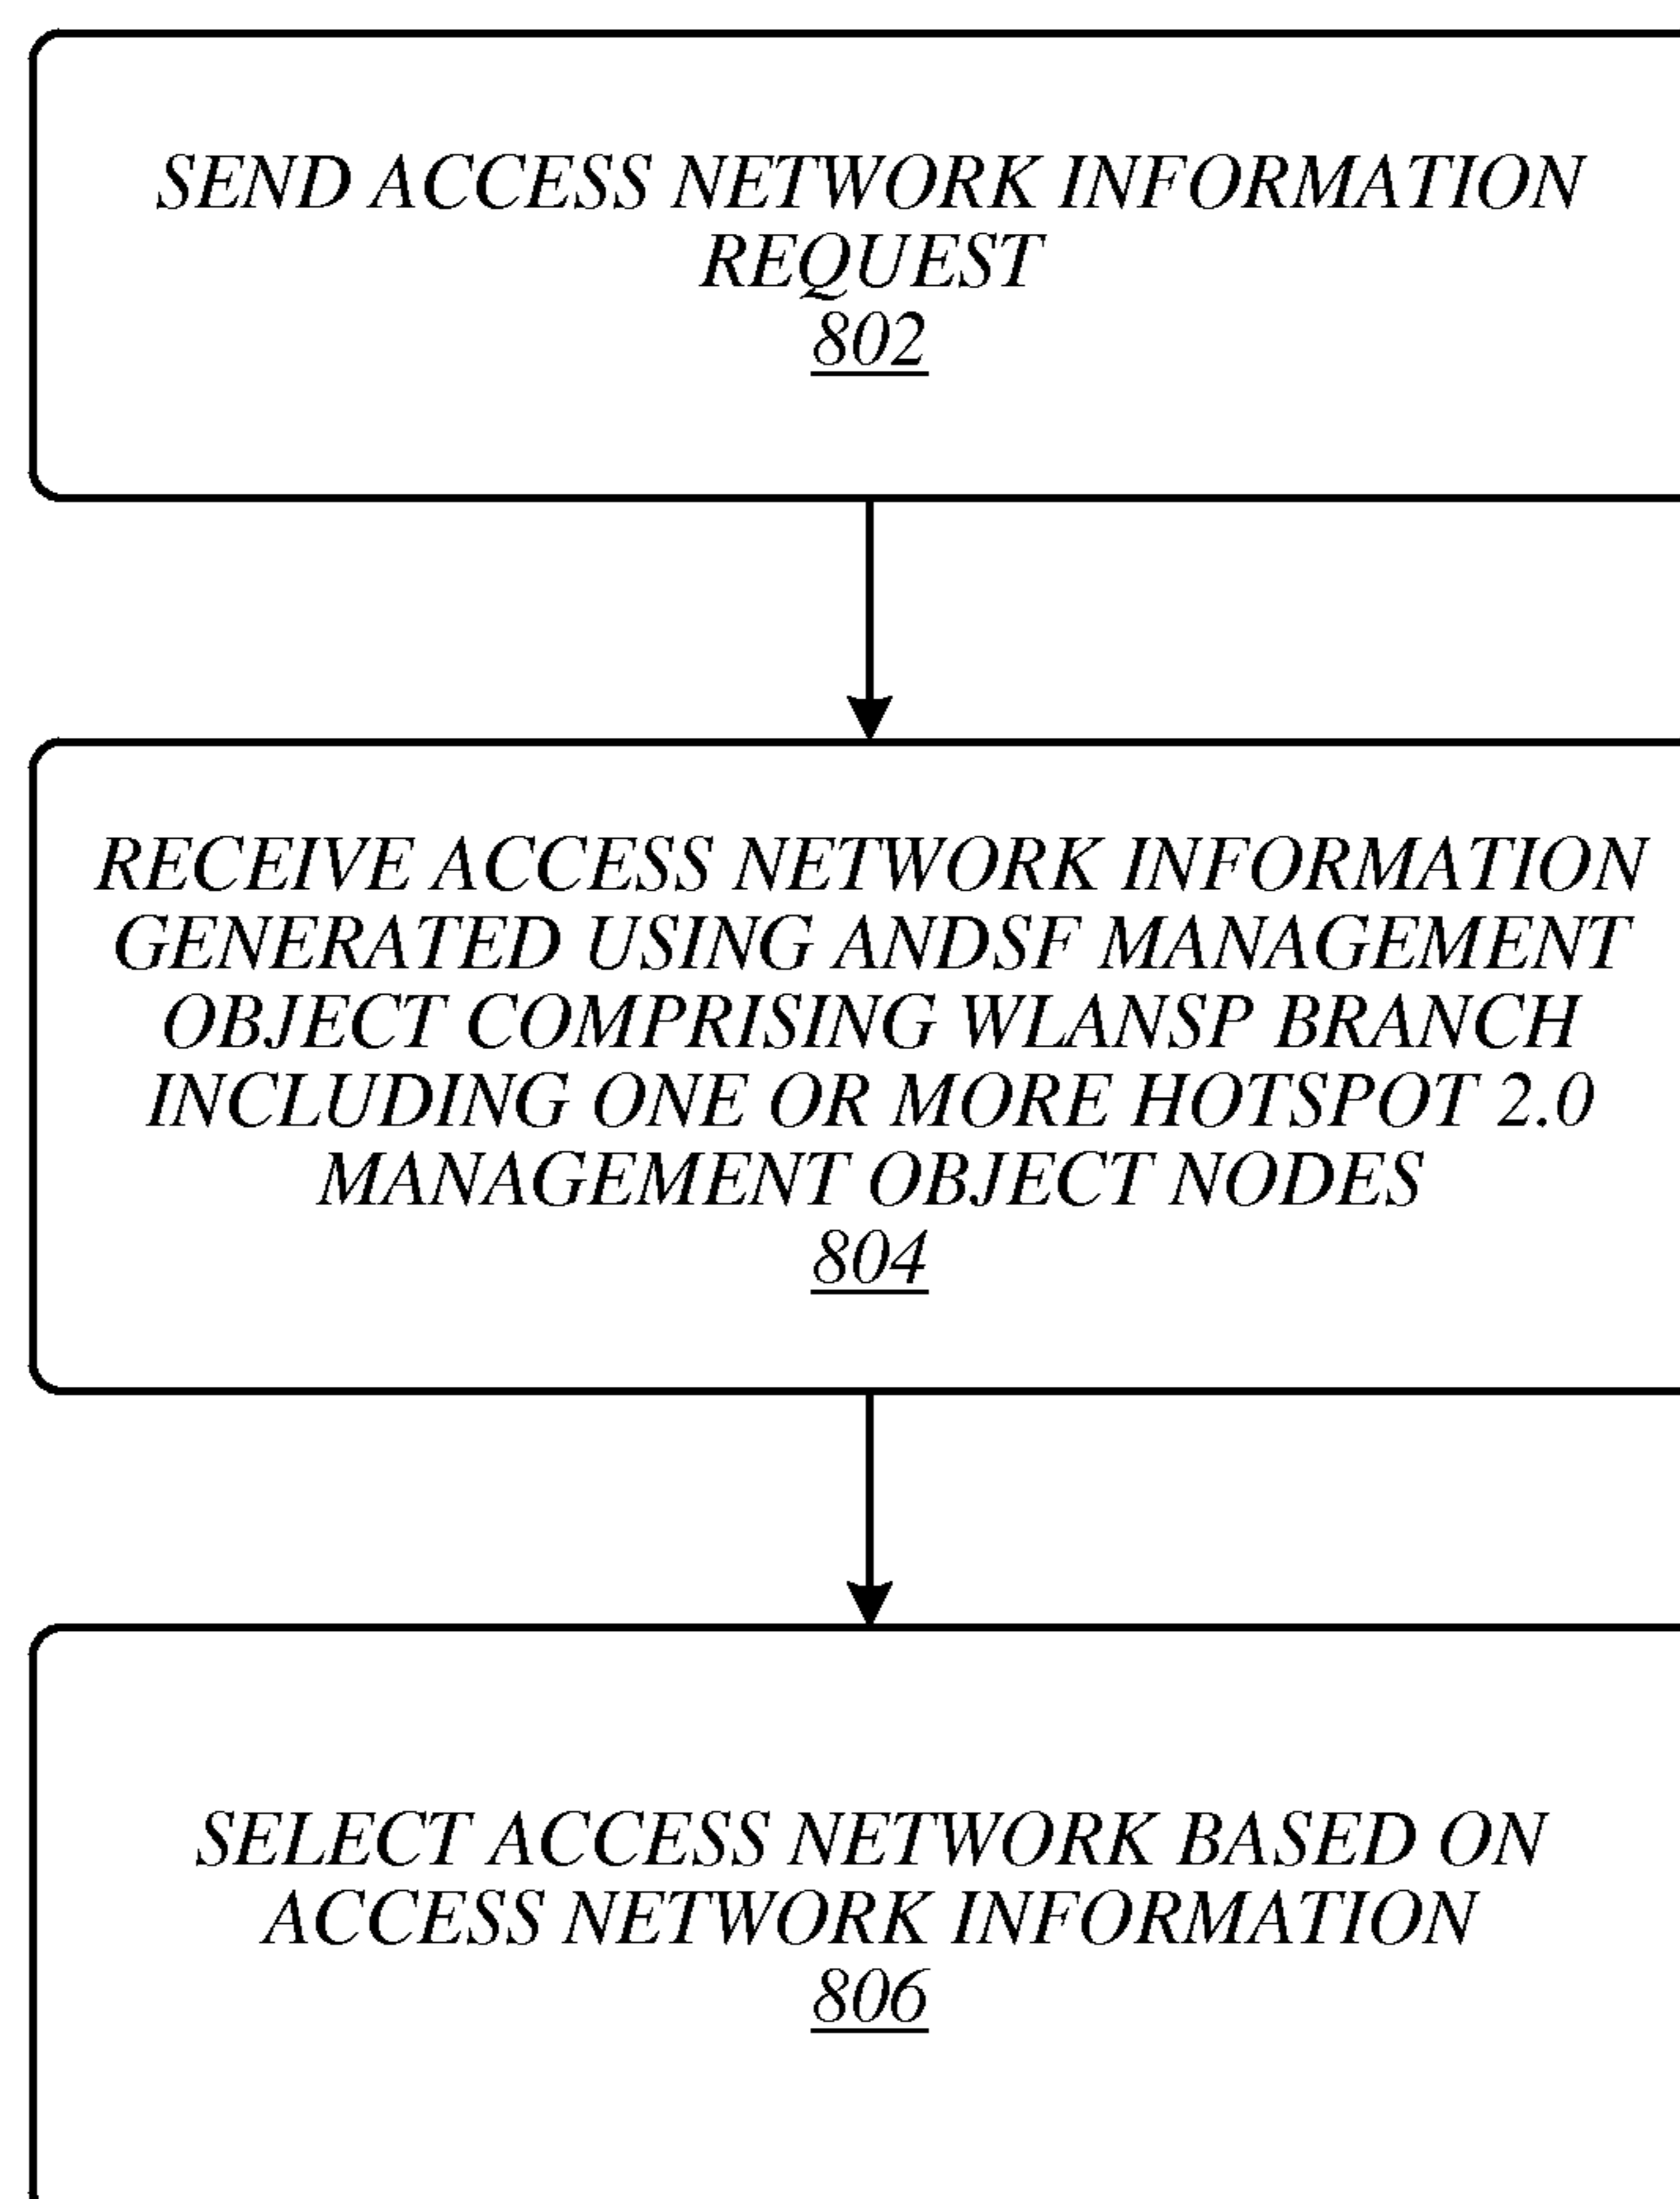 SEND ACCESS NETWORK INFORMATION
REQUEST
802
RECEIVE ACCESS NETWORK INFORMATION
GENERATED USING ANDSF MANAGEMENT
OBJECT COMPRISING WLANSP BRANCH
INCLUDING ONE OR MORE HOTSPOT 2.0
MANAGEMENT OBJECT NODES
804
SELECT ACCESS NETWORK BASED ON
ACCESS NETWORK INFORMATION
806